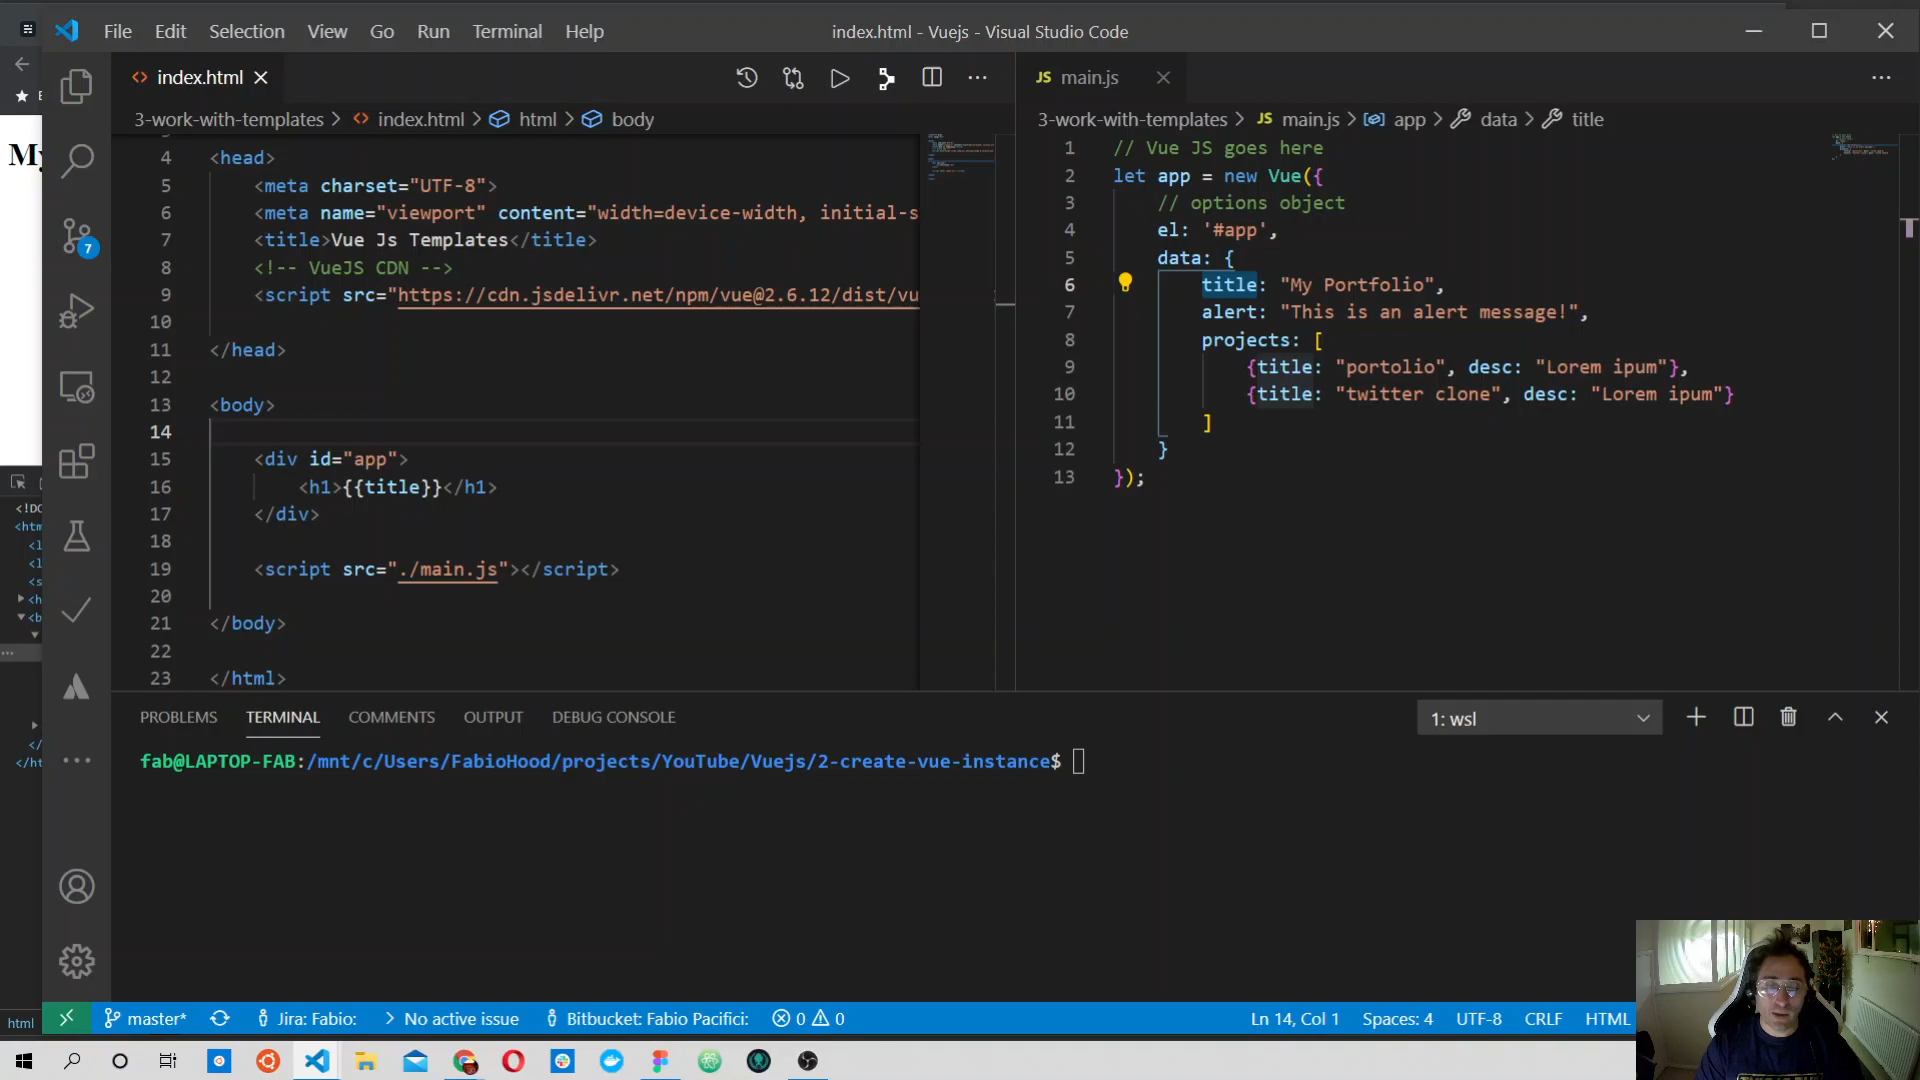 File Edit Selection View Go Run Terminal Help
index.html - Vuejs - Visual Studio Code
index.html
JS main.js
3-work-with-templates > index.html > html > body
3-work-with-templates > JS main.js > app > data > title
My
4 <head>
5 <meta charset="UTF-8">
6 <meta name="viewport" content="width=device-width, initial-s
7 <title>Vue Js Templates</title>
8 <!-- VueJS CDN -->
9 <script src="https://cdn.jsdelivr.net/npm/vue@2.6.12/dist/vu
10
11 </head>
12
13 <body>
14
15 <div id="app">
16 <h1>{{title}}</h1>
17 </div>
18
19 <script src="./main.js"></script>
20
21 </body>
22
23 </html>
1 // Vue JS goes here
2 let app = new Vue({
3 // options object
4 el: '#app',
5 data: {
6 title: "My Portfolio",
7 alert: "This is an alert message!",
8 projects: [
9 {title: "portolio", desc: "Lorem ipum"},
10 {title: "twitter clone", desc: "Lorem ipum"}
11 ]
12 }
13 });
7
<!DO
<htm
<l
<l
<s
<h
<b
</
</ht
html
PROBLEMS TERMINAL COMMENTS OUTPUT DEBUG CONSOLE
1: wsl
fab@LAPTOP-FAB:/mnt/c/Users/FabioHood/projects/YouTube/Vuejs/2-create-vue-instance$
master* Jira: Fabio: > No active issue Bitbucket: Fabio Pacifici: 0 0
Ln 14, Col 1 Spaces: 4 UTF-8 CRLF HTML